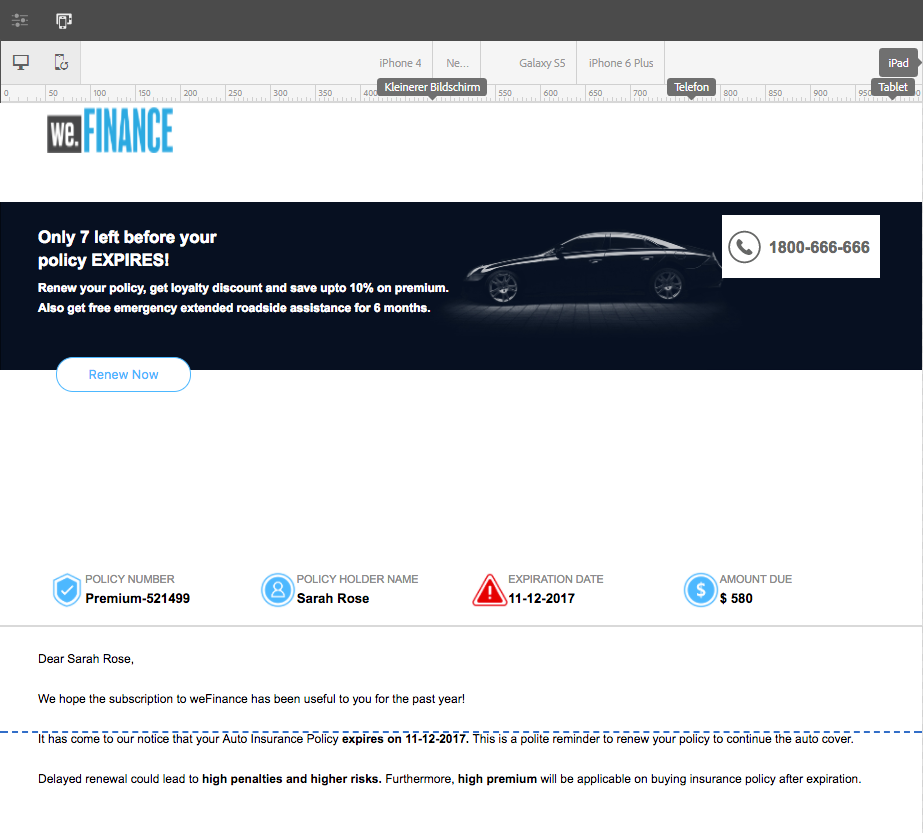 iPhone 4 Ne... Galaxy S5 iPhone 6 Plus iPad
Kleinerer Bildschirm Telefon Tablet
0 50 100 150 200 250 300 350 400 550 600 650 700 800 850 900
we.FINANCE
Only 7 left before your
policy EXPIRES!
1800-666-666
Renew your policy, get loyalty discount and save upto 10% on premium.
Also get free emergency extended roadside assistance for 6 months.
Renew Now
POLICY NUMBER POLICY HOLDER NAME EXPIRATION DATE AMOUNT DUE
Premium-521499 Sarah Rose 11-12-2017 $ 580
Dear Sarah Rose,
We hope the subscription to weFinance has been useful to you for the past year!
It has come to our notice that your Auto Insurance Policy expires on 11-12-2017. This is a polite reminder to renew your policy to continue the auto cover.
Delayed renewal could lead to high penalties and higher risks. Furthermore, high premium will be applicable on buying insurance policy after expiration.